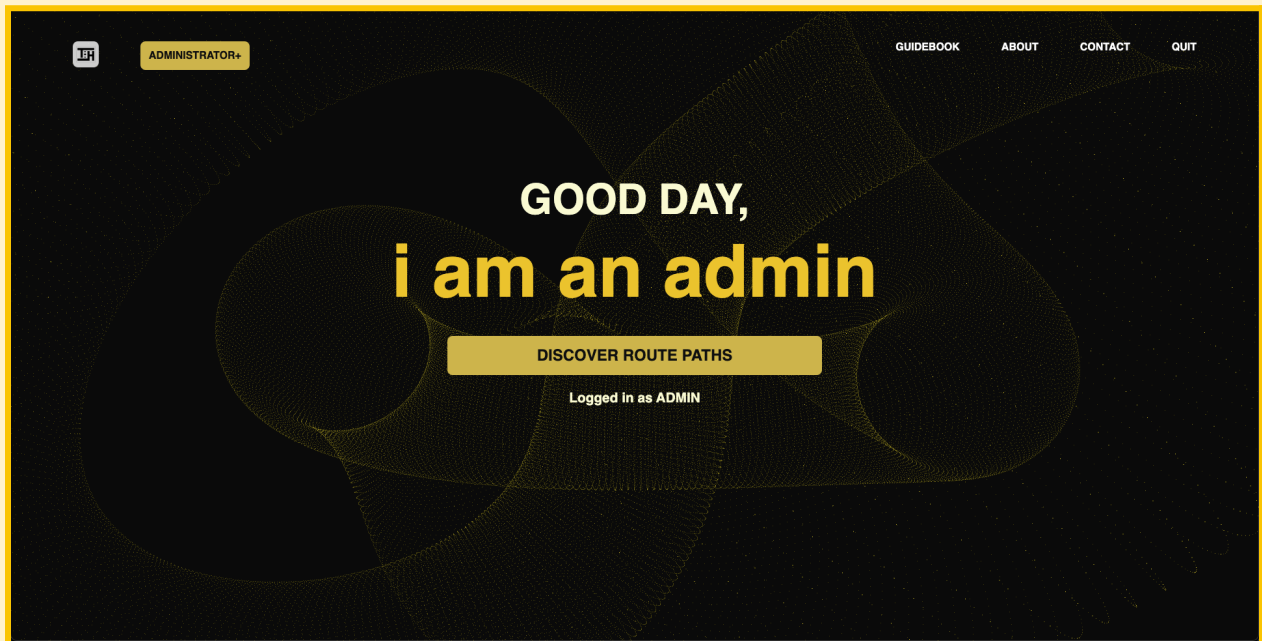 ADMINISTRATOR+
GUIDEBOOK ABOUT CONTACT QUIT
GOOD DAY,
i am an admin
DISCOVER ROUTE PATHS
Logged in as ADMIN